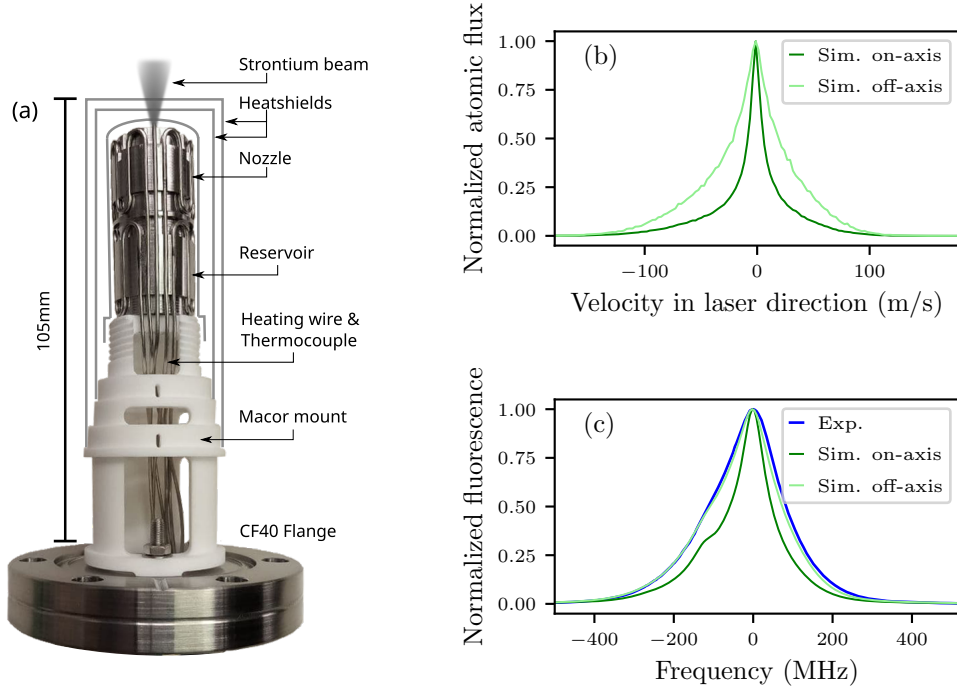 (a)
Strontium beam
Heatshields
Nozzle
Reservoir
Heating wire &
Thermocouple
Macor mount
CF40 Flange
105mm
(b)
Normalized atomic flux
1.00
0.75
0.50
0.25
0.00
Sim. on-axis
Sim. off-axis
−100
0
100
Velocity in laser direction (m/s)
(c)
Normalized fluorescence
1.00
0.75
0.50
0.25
0.00
Exp.
Sim. on-axis
Sim. off-axis
−400
−200
0
200
400
Frequency (MHz)